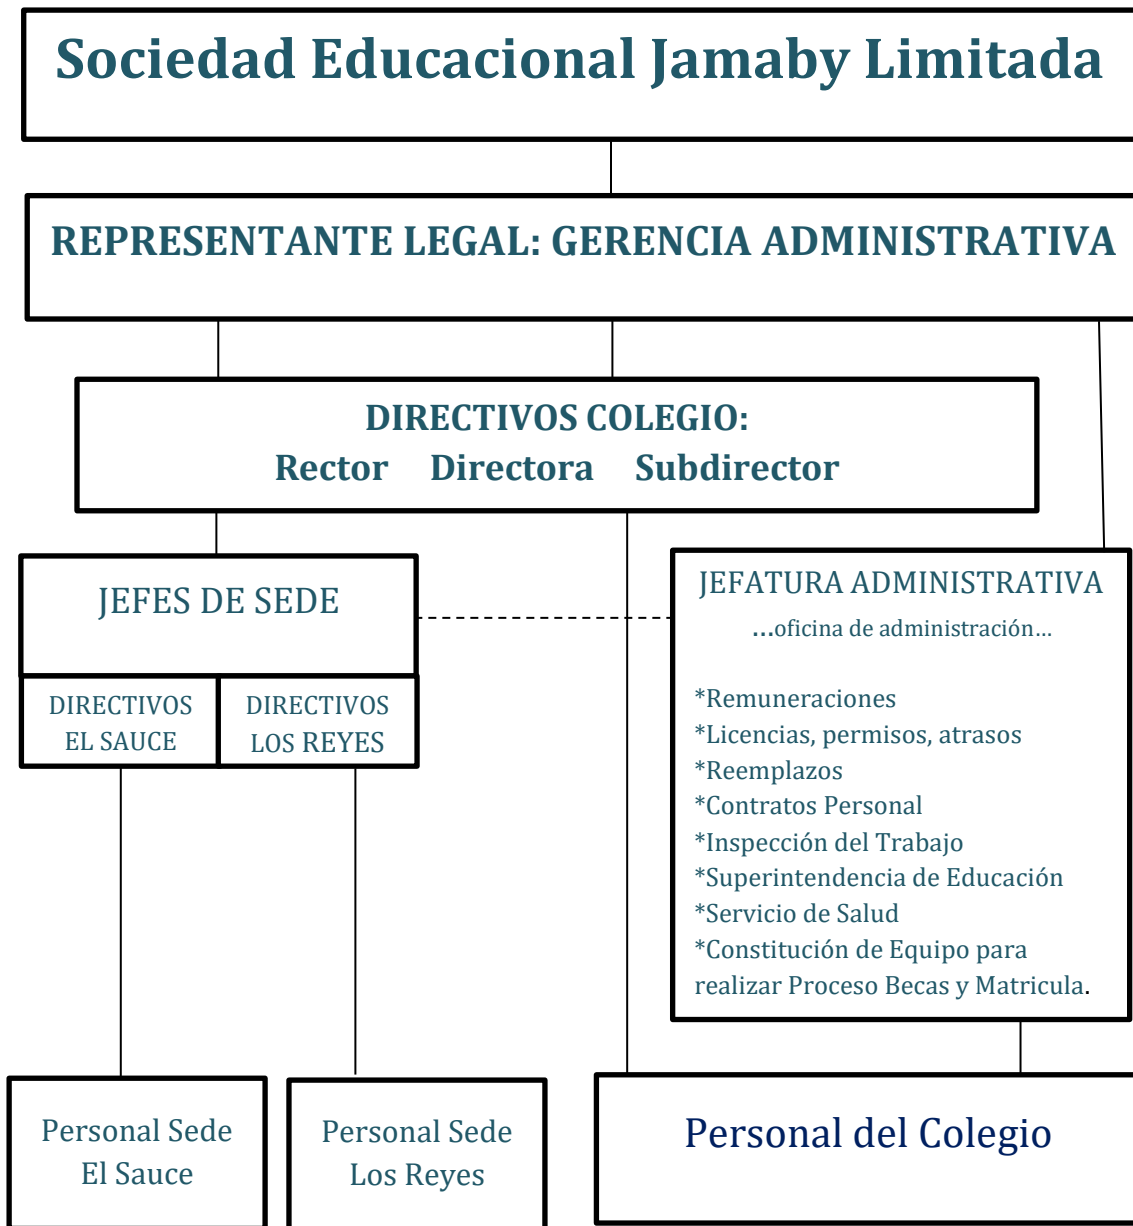 Sociedad Educacional Jamaby Limitada
REPRESENTANTE LEGAL: GERENCIA ADMINISTRATIVA
DIRECTIVOS COLEGIO:
Rector Directora Subdirector
JEFES DE SEDE
DIRECTIVOS
EL SAUCE
DIRECTIVOS
LOS REYES
JEFATURA ADMINISTRATIVA
...oficina de administración...
*Remuneraciones
*Licencias, permisos, atrasos
*Reemplazos
*Contratos Personal
*Inspección del Trabajo
*Superintendencia de Educación
*Servicio de Salud
*Constitución de Equipo para
realizar Proceso Becas y Matricula.
Personal Sede
El Sauce
Personal Sede
Los Reyes
Personal del Colegio